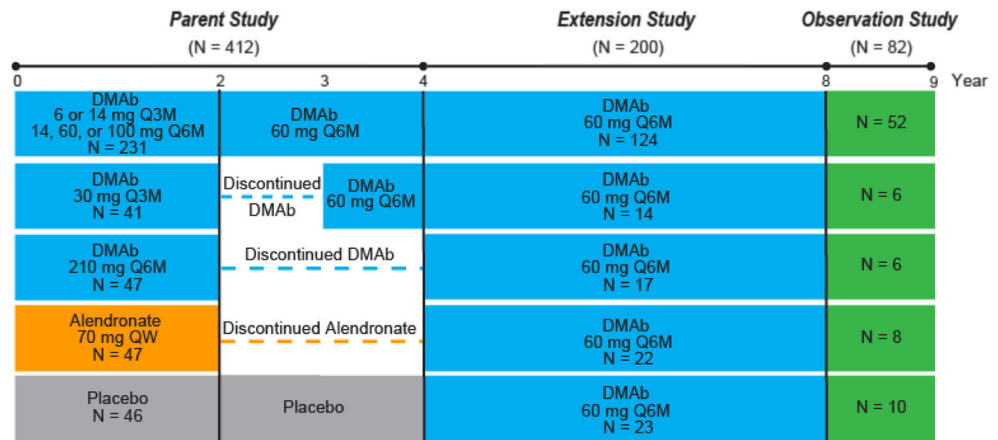 Parent Study
(N = 412)
Extension Study
(N = 200)
Observation Study
(N = 82)
0
2
3
4
8
9
Year
DMAb
6 or 14 mg Q3M
14, 60, or 100 mg Q6M
N = 231
DMAb
60 mg Q6M
DMAb
60 mg Q6M
N = 124
N = 52
DMAb
30 mg Q3M
N = 41
Discontinued
DMAb
DMAb
60 mg Q6M
DMAb
60 mg Q6M
N = 14
N = 6
DMAb
210 mg Q6M
N = 47
Discontinued DMAb
DMAb
60 mg Q6M
N = 17
N = 6
Alendronate
70 mg QW
N = 47
Discontinued Alendronate
DMAb
60 mg Q6M
N = 22
N = 8
Placebo
N = 46
Placebo
DMAb
60 mg Q6M
N = 23
N = 10